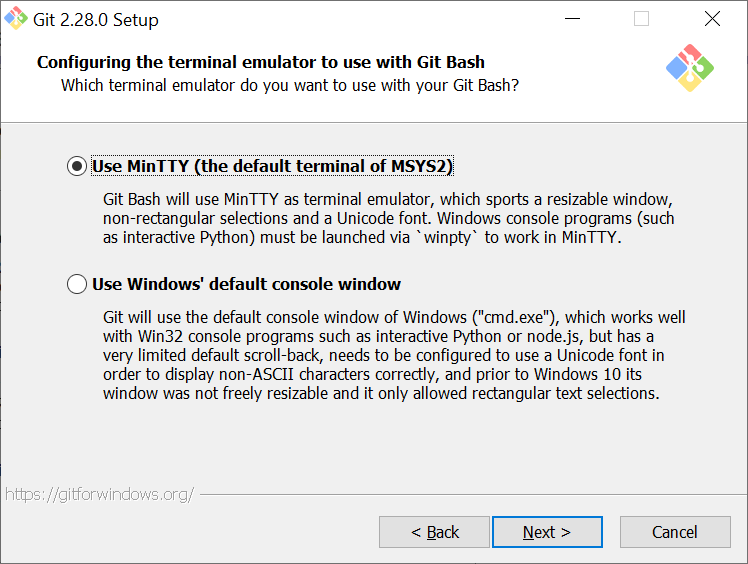 Git 2.28.0 Setup
Configuring the terminal emulator to use with Git Bash
Which terminal emulator do you want to use with your Git Bash?
Use MinTTY (the default terminal of MSYS2)
Git Bash will use MinTTY as terminal emulator, which sports a resizable window,
non-rectangular selections and a Unicode font. Windows console programs (such
as interactive Python) must be launched via `winpty` to work in MinTTY.
Use Windows' default console window
Git will use the default console window of Windows ("cmd.exe"), which works well
with Win32 console programs such as interactive Python or node.js, but has a
very limited default scroll-back, needs to be configured to use a Unicode font in
order to display non-ASCII characters correctly, and prior to Windows 10 its
window was not freely resizable and it only allowed rectangular text selections.
https://gitforwindows.org/
< Back
Next >
Cancel